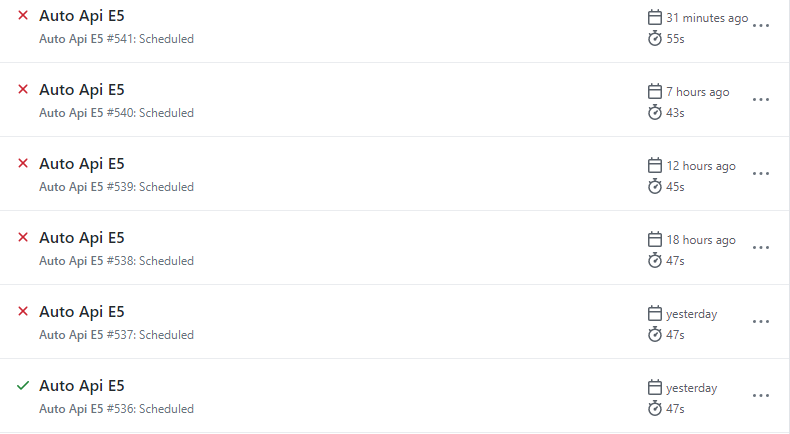 Auto Api E5
31 minutes ago
Auto Api E5 #541: Scheduled
55s
Auto Api E5
7 hours ago
Auto Api E5 #540: Scheduled
43s
Auto Api E5
12 hours ago
Auto Api E5 #539: Scheduled
45s
Auto Api E5
18 hours ago
Auto Api E5 #538: Scheduled
47s
Auto Api E5
yesterday
Auto Api E5 #537: Scheduled
47s
Auto Api E5
yesterday
Auto Api E5 #536: Scheduled
47s